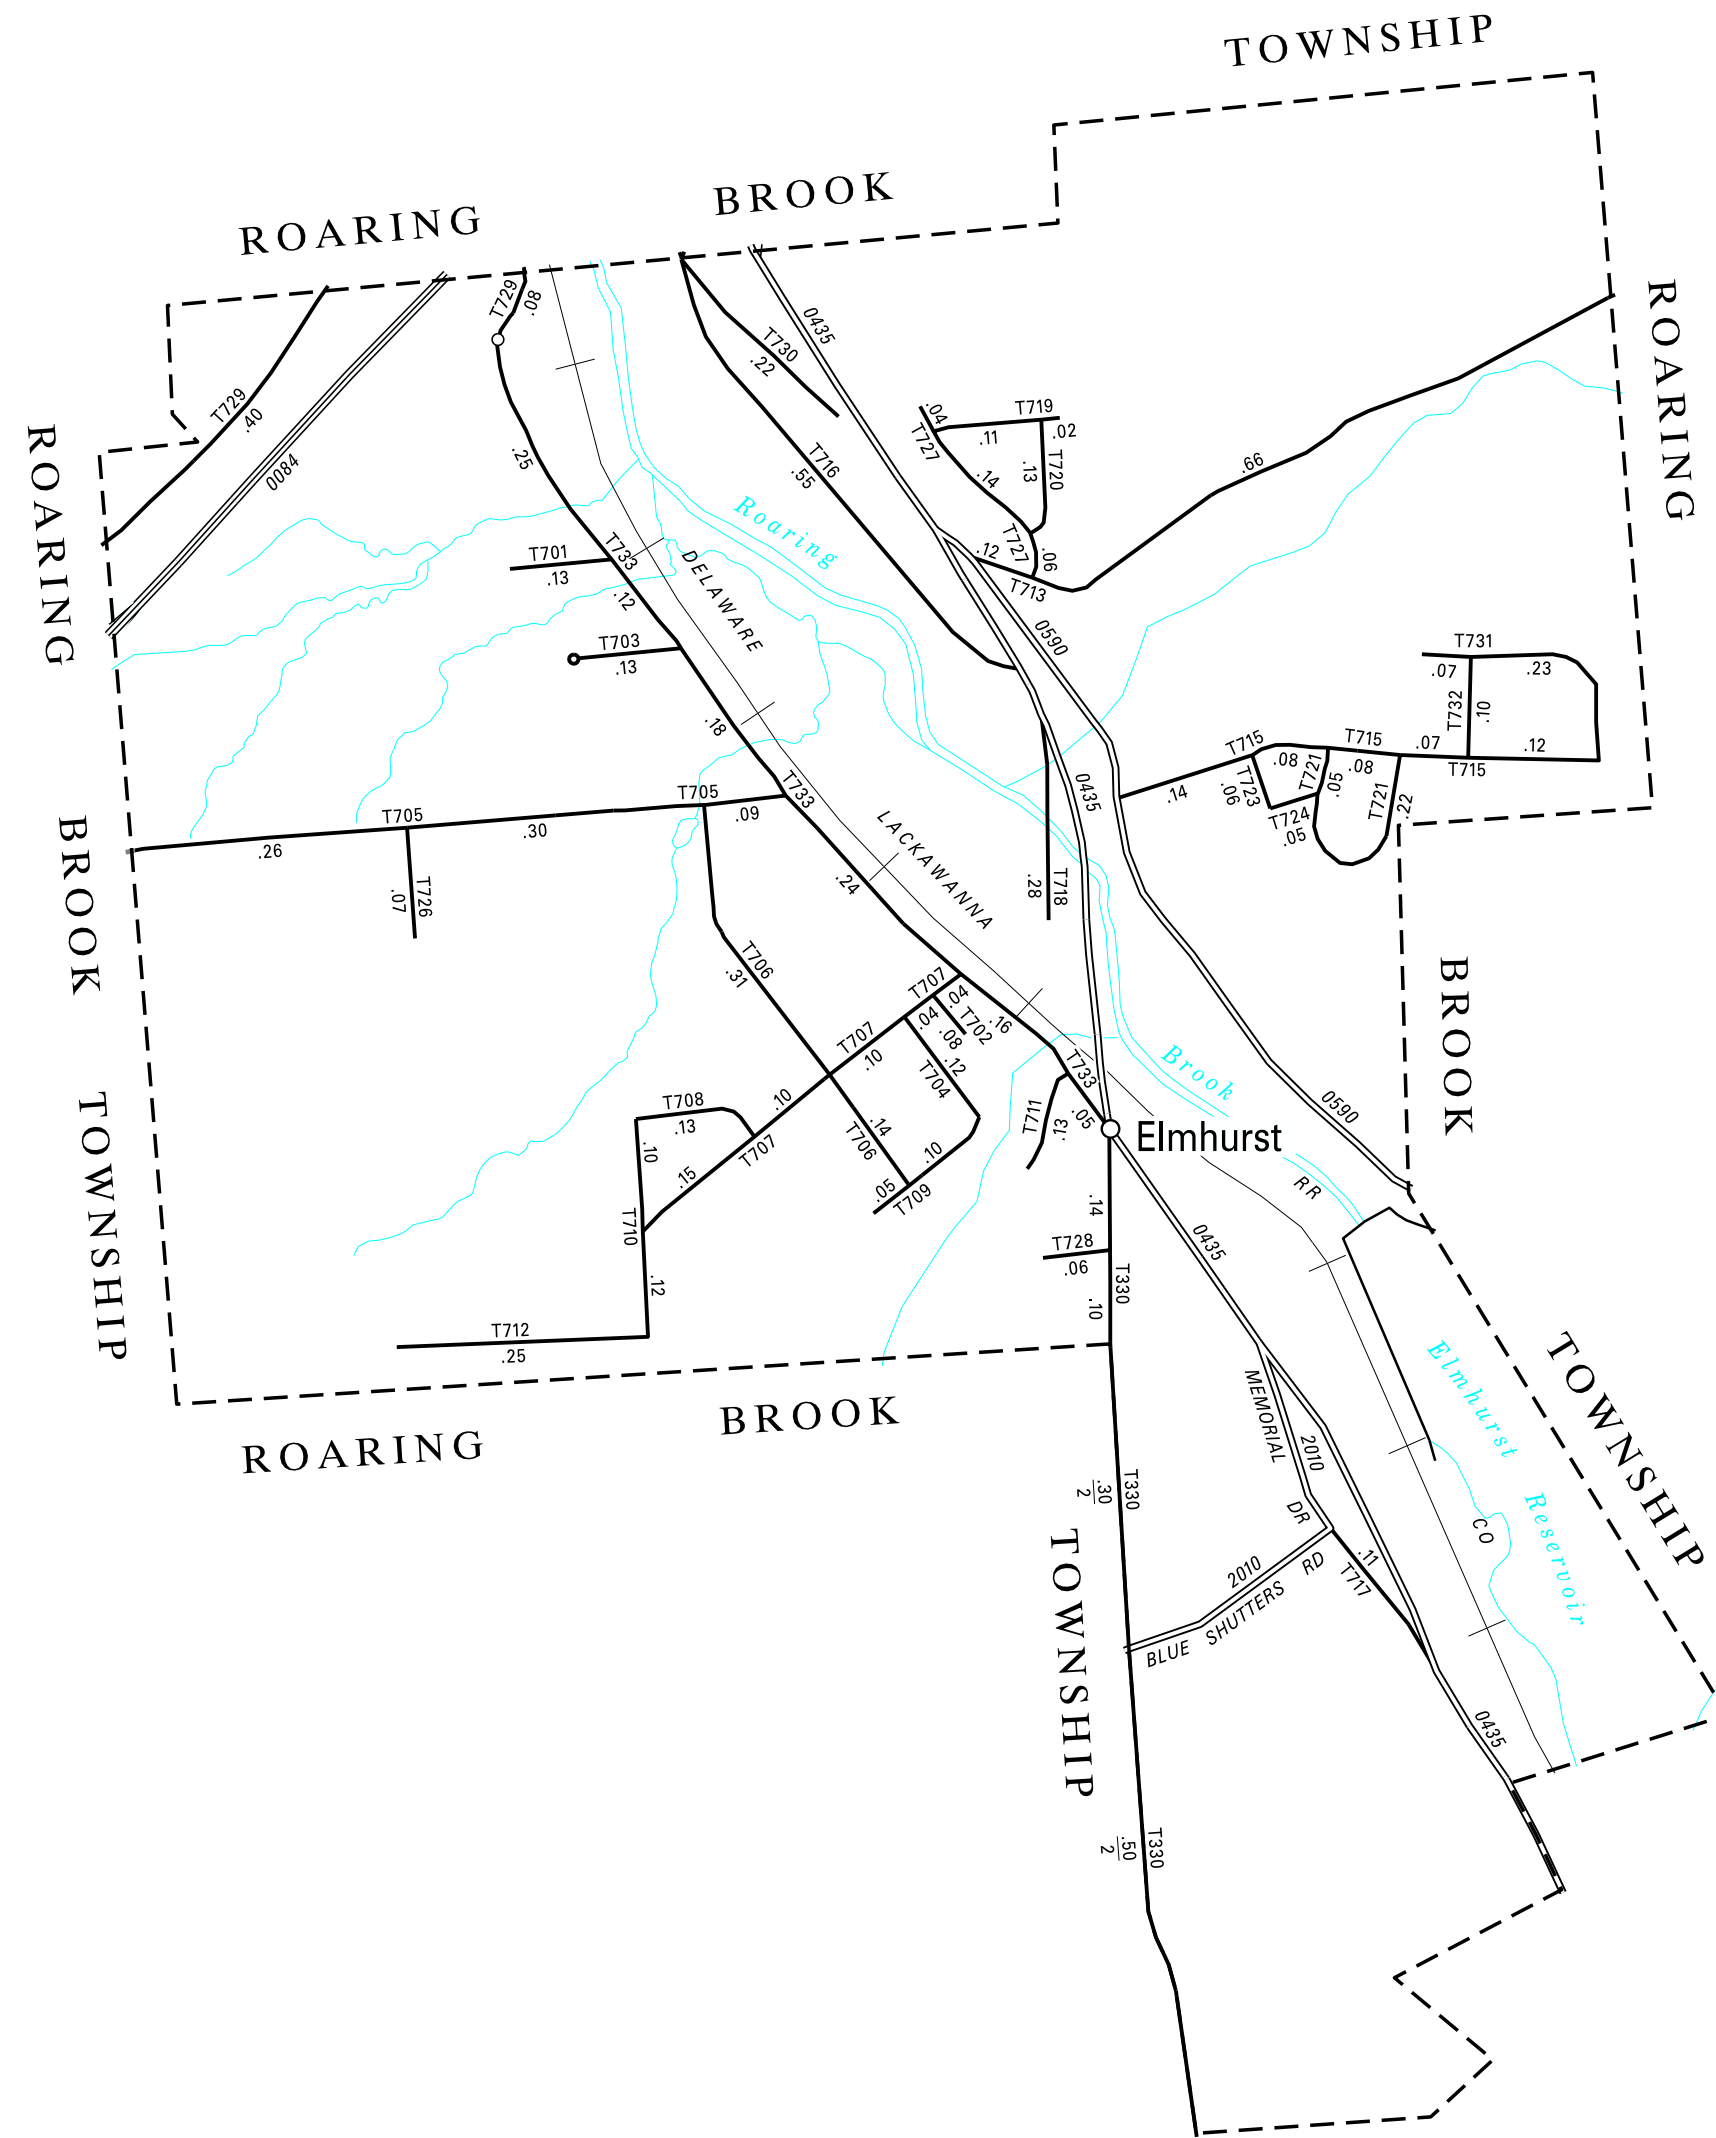 TOWNSHIP
BROOK
ROARING
ROARING
ROARING
BROOK
TOWNSHIP
BROOK
TOWNSHIP
ROARING
BROOK
TOWNSHIP
T729
.08
T729
.40
0084
.25
T730
.22
0435
T716
.55
Roaring
.04
T727
T719
.11
.02
.14
.13
T720
T727
.06
.12
T713
.66
0590
T701
.13
T733
.12
DELAWARE
T703
.13
.18
T731
.07
.23
T732
.10
T715
.08
T721
.05
T715
.08
.07
T715
.12
T723
.06
T724
.05
T721
.22
.14
0435
T705
.26
.30
T705
.09
T733
T726
.07
.24
LACKAWANNA
T718
.28
T706
.31
T707
.04
T702
.08
.16
.04
T707
.10
.12
T704
T733
.05
T711
.13
Brook
0590
T708
.13
.10
T707
.10
.15
.14
T706
.10
.05
T709
Elmhurst
RR
T710
.12
.14
T728
.06
T330
.10
0435
T712
.25
MEMORIAL
DR
2010
T330
.30
2
2010
BLUE SHUTTERS RD
.11
T717
CO
Elmhurst Reservoir
0435
T330
.50
2